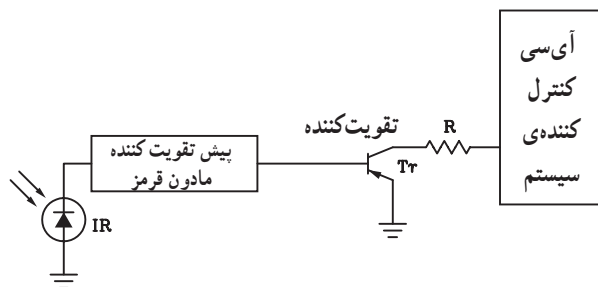 آی‌سی
کنترل
کننده‌ی
سیستم
تقویت‌کننده
R
Tr
پیش تقویت کننده
مادون قرمز
IR